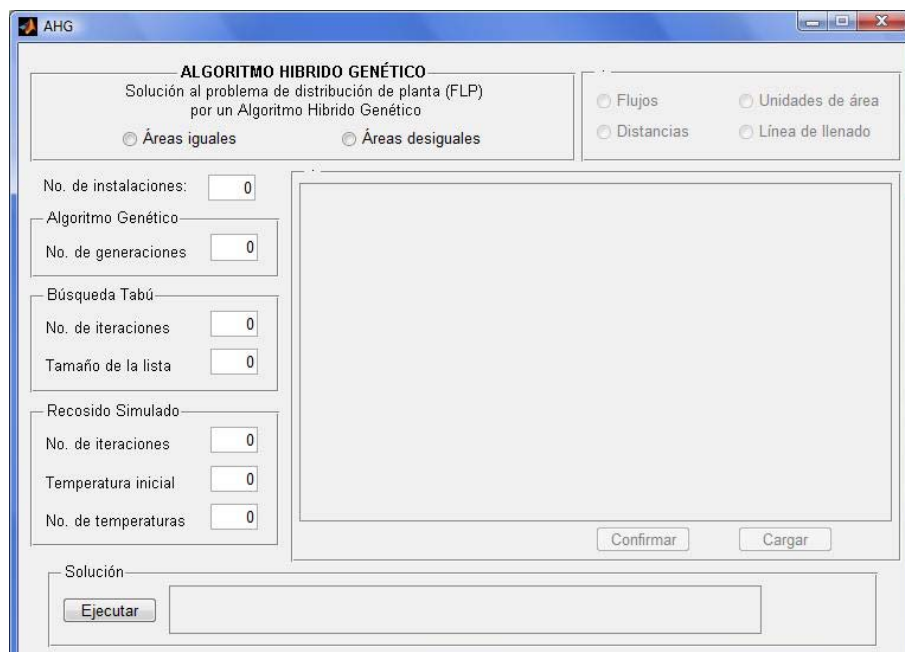 AHG
ALGORITMO HIBRIDO GENÉTICO
Solución al problema de distribución de planta (FLP)
por un Algoritmo Hibrido Genético
Áreas iguales
Áreas desiguales
Flujos
Unidades de área
Distancias
Línea de llenado
No. de instalaciones: 0
Algoritmo Genético
No. de generaciones 0
Búsqueda Tabú
No. de iteraciones 0
Tamaño de la lista 0
Recosido Simulado
No. de iteraciones 0
Temperatura inicial 0
No. de temperaturas 0
Confirmar
Cargar
Solución
Ejecutar